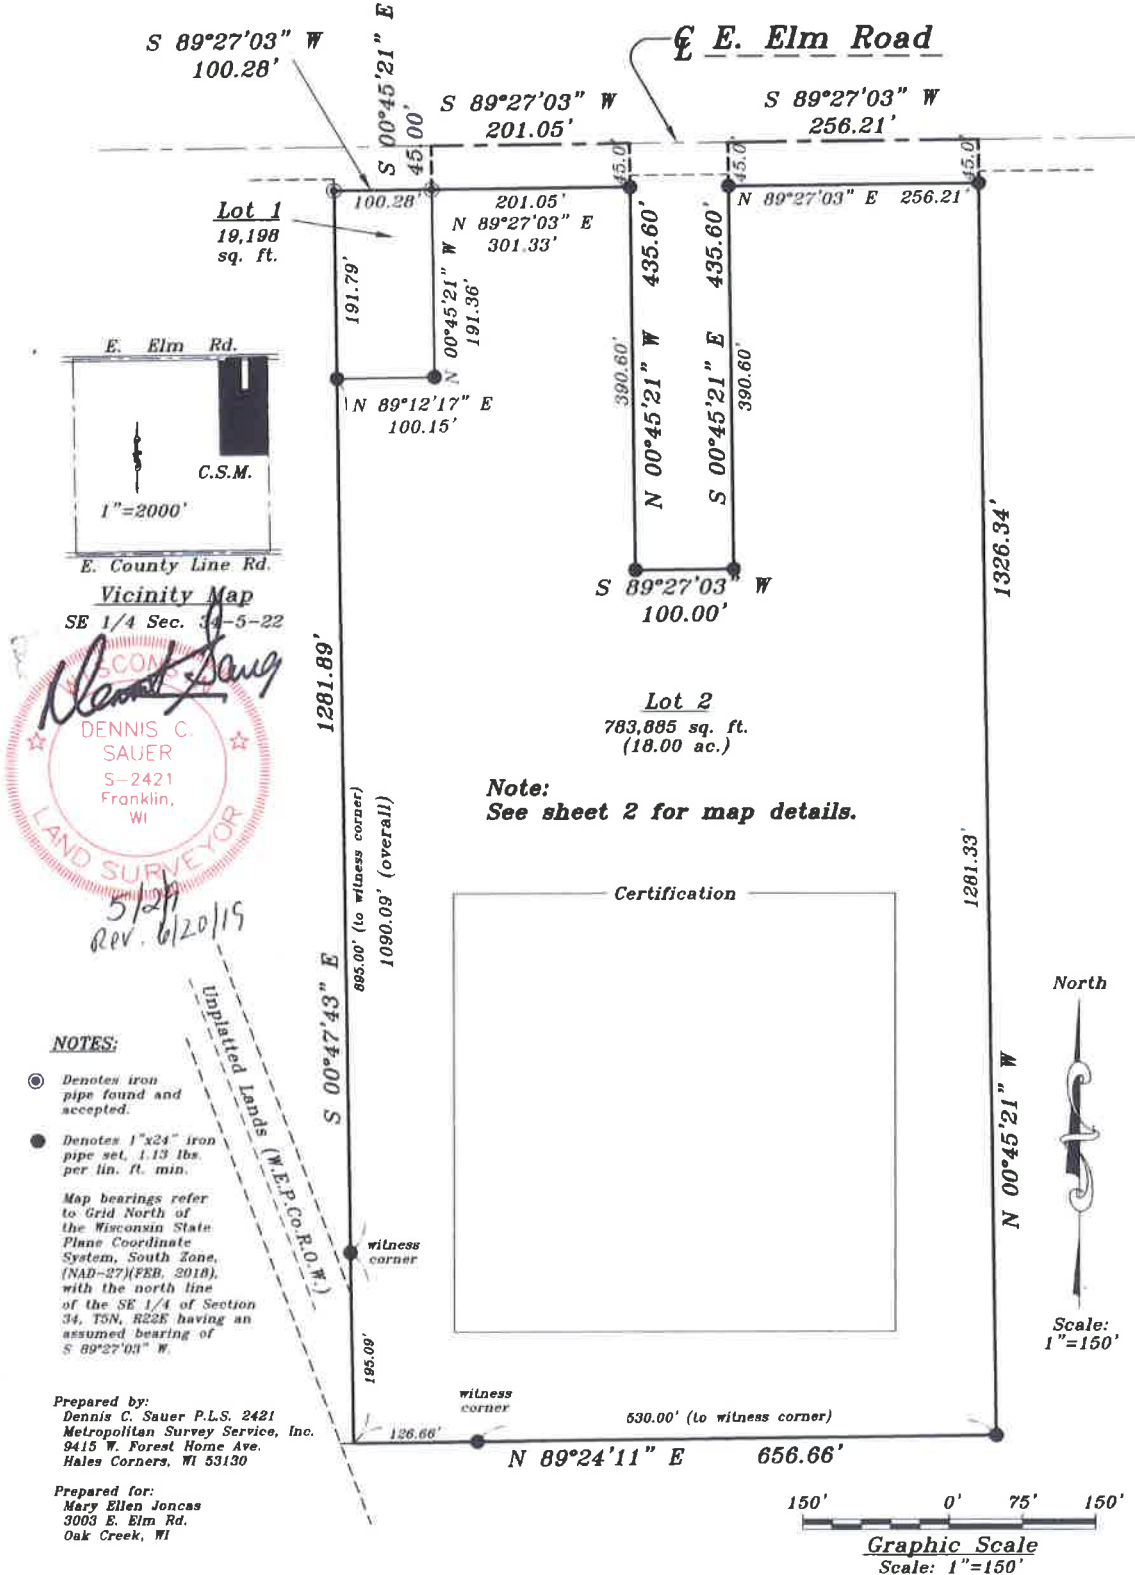 S 89°27'03" W
100.28'
S 00°45'21" E
45.00'
℄ E. Elm Road
S 89°27'03" W
201.05'
S 89°27'03" W
256.21'
45.0'
45.0'
45.0'
100.28'
201.05'
N 89°27'03" E
301.33'
N 89°27'03" E 256.21'
Lot 1
19,198
sq. ft.
191.79'
N 00°45'21" W
191.36'
N 89°12'17" E
100.15'
390.60'
N 00°45'21" W 435.60'
S 00°45'21" E 435.60'
390.60'
S 89°27'03" W
100.00'
1326.34'
E. Elm Rd.
C.S.M.
1"=2000'
E. County Line Rd.
Vicinity Map
SE 1/4 Sec. 34-5-22
WISCONSIN
DENNIS C.
SAUER
S-2421
Franklin,
WI
LAND SURVEYOR
Rev. 6/20/19
1281.89'
Lot 2
783,885 sq. ft.
(18.00 ac.)
Note:
See sheet 2 for map details.
895.00' (to witness corner)
1090.09' (overall)
S 00°47'43" E
Certification
1281.33'
N 00°45'21" W
North
Scale:
1"=150'
Unplatted Lands (W.E.P.Co.R.O.W.)
NOTES:
Denotes iron
pipe found and
accepted.
Denotes 1"x24" iron
pipe set, 1.13 lbs.
per lin. ft. min.
Map bearings refer
to Grid North of
the Wisconsin State
Plane Coordinate
System, South Zone,
(NAD-27)(FEB. 2018),
with the north line
of the SE 1/4 of Section
34, T5N, R22E having an
assumed bearing of
S 89°27'03" W.
witness
corner
195.09'
witness
corner
126.66'
530.00' (to witness corner)
N 89°24'11" E 656.66'
Prepared by:
Dennis C. Sauer P.L.S. 2421
Metropolitan Survey Service, Inc.
9415 W. Forest Home Ave.
Hales Corners, WI 53130
Prepared for:
Mary Ellen Joncas
3003 E. Elm Rd.
Oak Creek, WI
150' 0' 75' 150'
Graphic Scale
Scale: 1"=150'